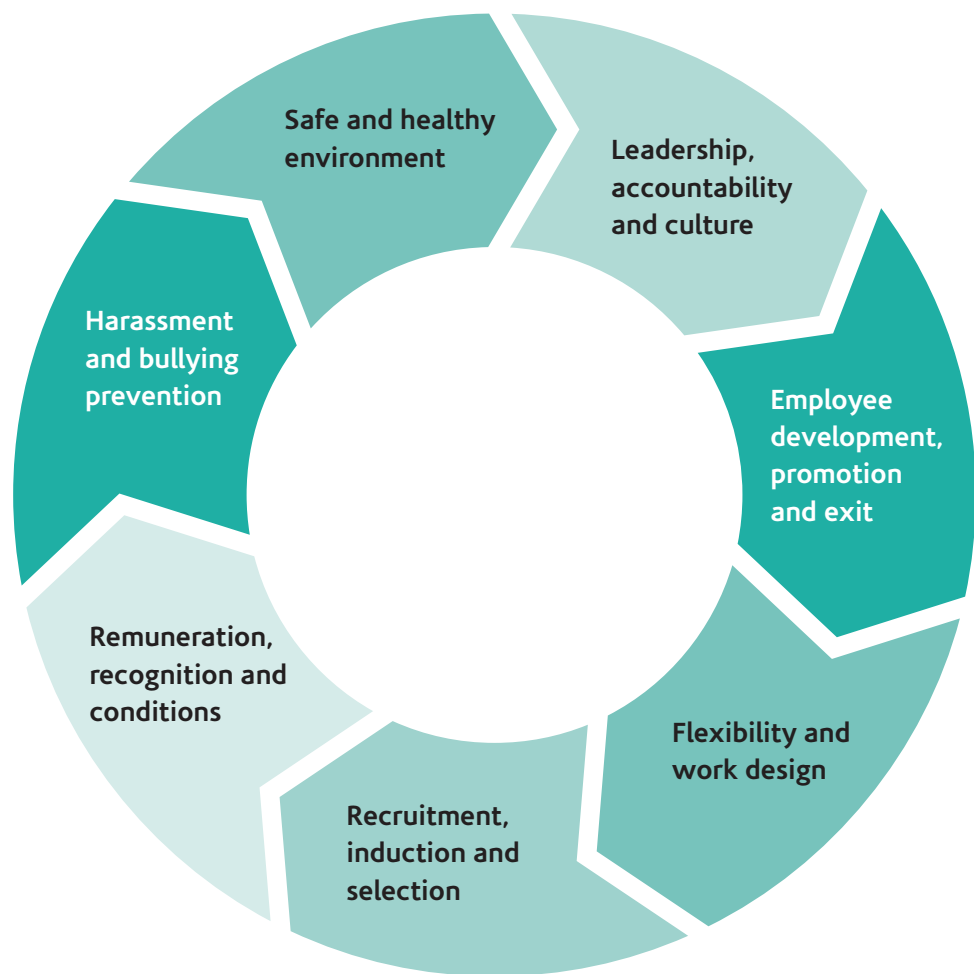 Safe and healthy
environment
Leadership,
accountability
and culture
Employee
development,
promotion
and exit
Flexibility and
work design
Recruitment,
induction and
selection
Remuneration,
recognition and
conditions
Harassment
and bullying
prevention